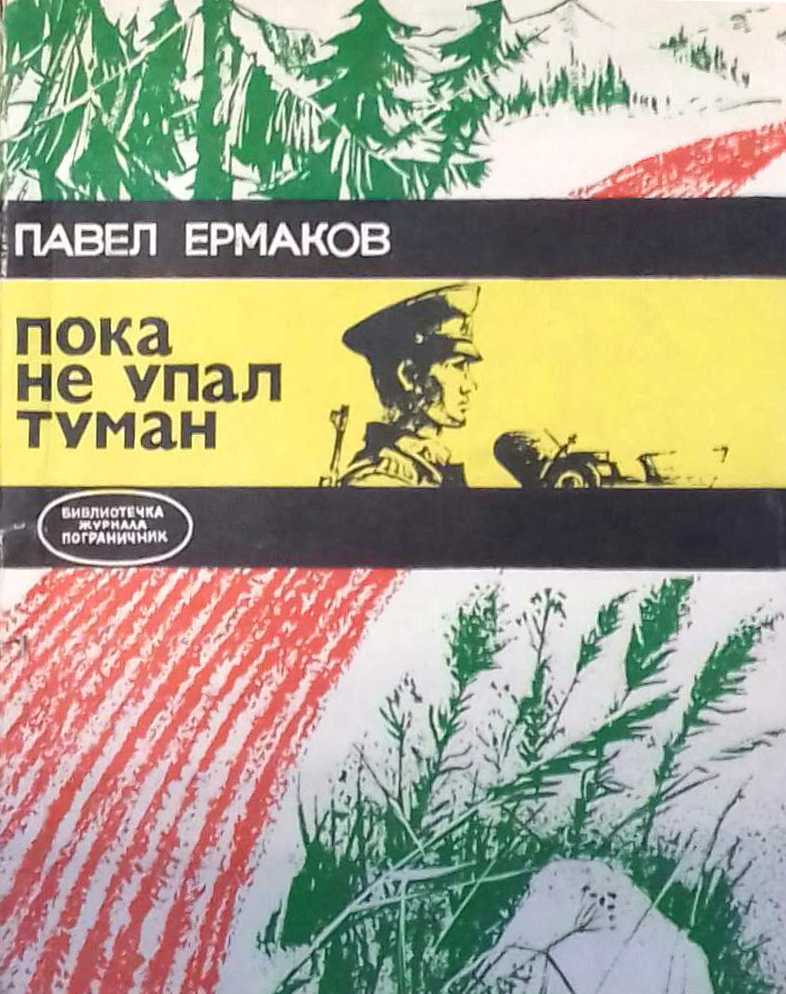 ПАВЕЛ ЕРМАКОВ
пока
не упал
туман
БИБЛИОТЕЧКА
ЖУРНАЛА
ПОГРАНИЧНИК